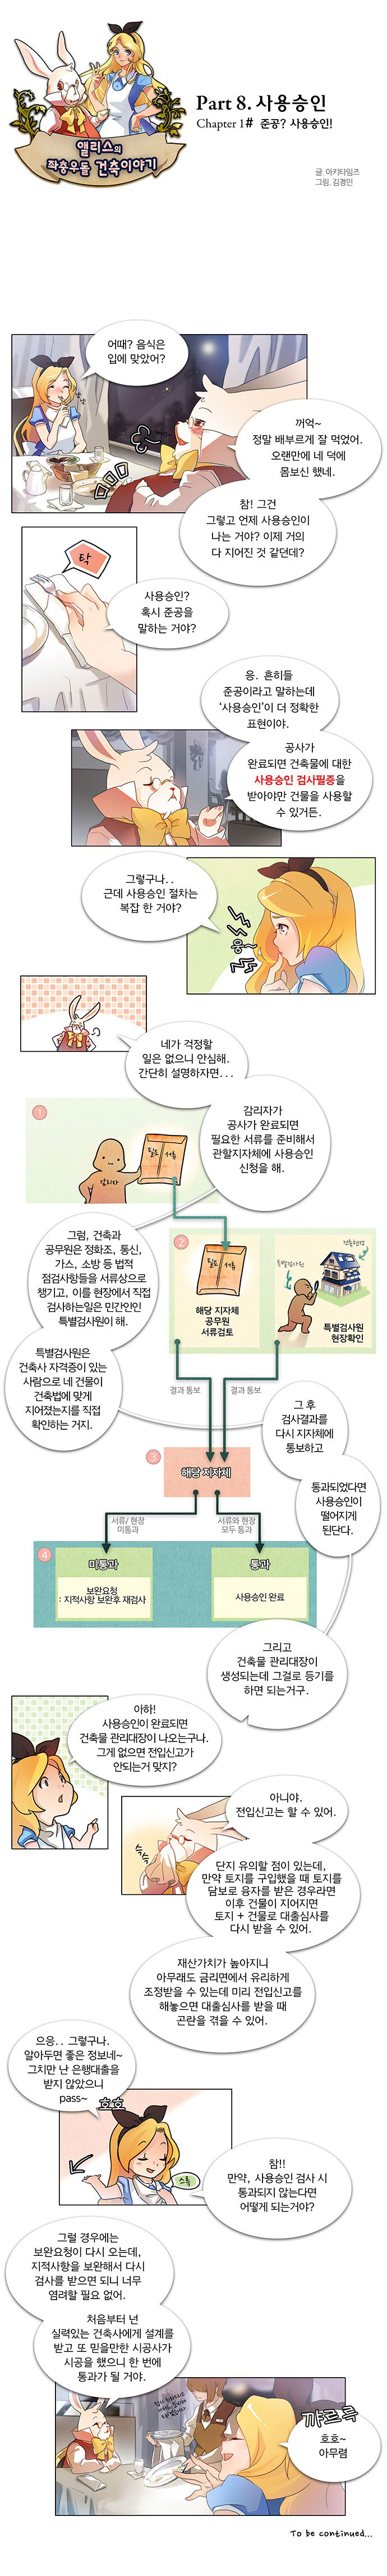 앨리스의
좌충우돌 건축이야기
Part 8. 사용승인
Chapter 1# 준공? 사용승인!
글, 아키타임즈
그림, 김경민
어때? 음식은
입에 맞았어?
꺼억~
정말 배부르게 잘 먹었어.
오랜만에 네 덕에
몸보신 했네.
참! 그건
그렇고 언제 사용승인이
나는 거야? 이제 거의
다 지어진 것 같던데?
탁
사용승인?
혹시 준공을
말하는 거야?
응. 흔히들
준공이라고 말하는데
‘사용승인’이 더 정확한
표현이야.
공사가
완료되면 건축물에 대한
사용승인 검사필증을
받아야만 건물을 사용할
수 있거든.
그렇구나..
근데 사용승인 절차는
복잡 한 거야?
음~
네가 걱정할
일은 없으니 안심해.
간단히 설명하자면...
1
감리자
필요 서류
감리자가
공사가 완료되면
필요한 서류를 준비해서
관할지자체에 사용승인
신청을 해.
그럼, 건축과
공무원은 정화조, 통신,
가스, 소방 등 법적
점검사항들을 서류상으로
챙기고, 이를 현장에서 직접
검사하는일은 민간인인
특별검사원이 해.
2
필요 서류
해당 지자체
공무원
서류검토
특별검사원
건축현장
특별검사원
현장확인
특별검사원은
건축사 자격증이 있는
사람으로 네 건물이
건축법에 맞게
지어졌는지를 직접
확인하는 거지.
결과 통보
결과 통보
그 후
검사결과를
다시 지자체에
통보하고
3
해당 지자체
통과되었다면
사용승인이
떨어지게
된단다.
서류/ 현장
미통과
서류와 현장
모두 통과
4
미통과
보완요청
: 지적사항 보완후 재검사
통과
사용승인 완료
그리고
건축물 관리대장이
생성되는데 그걸로 등기를
하면 되는거구.
아하!
사용승인이 완료되면
건축물 관리대장이 나오는구나.
그게 없으면 전입신고가
안되는거 맞지?
아니야.
전입신고는 할 수 있어.
슥슥
단지 유의할 점이 있는데,
만약 토지를 구입했을 때 토지를
담보로 융자를 받은 경우라면
이후 건물이 지어지면
토지 + 건물로 대출심사를
다시 받을 수 있어.
재산가치가 높아지니
아무래도 금리면에서 유리하게
조정받을 수 있는데 미리 전입신고를
해놓으면 대출심사를 받을 때
곤란을 겪을 수 있어.
으응.. 그렇구나.
알아두면 좋은 정보네~
그치만 난 은행대출을
받지 않았으니
pass~
호호
스륵
참!!
만약, 사용승인 검사 시
통과되지 않는다면
어떻게 되는거야?
그럴 경우에는
보완요청이 다시 오는데,
지적사항을 보완해서 다시
검사를 받으면 되니 너무
염려할 필요 없어.
처음부터 넌
실력있는 건축사에게 설계를
받고 또 믿을만한 시공사가
시공을 했으니 한 번에
통과가 될 거야.
까르륵
호호~
아무렴
To be continued...